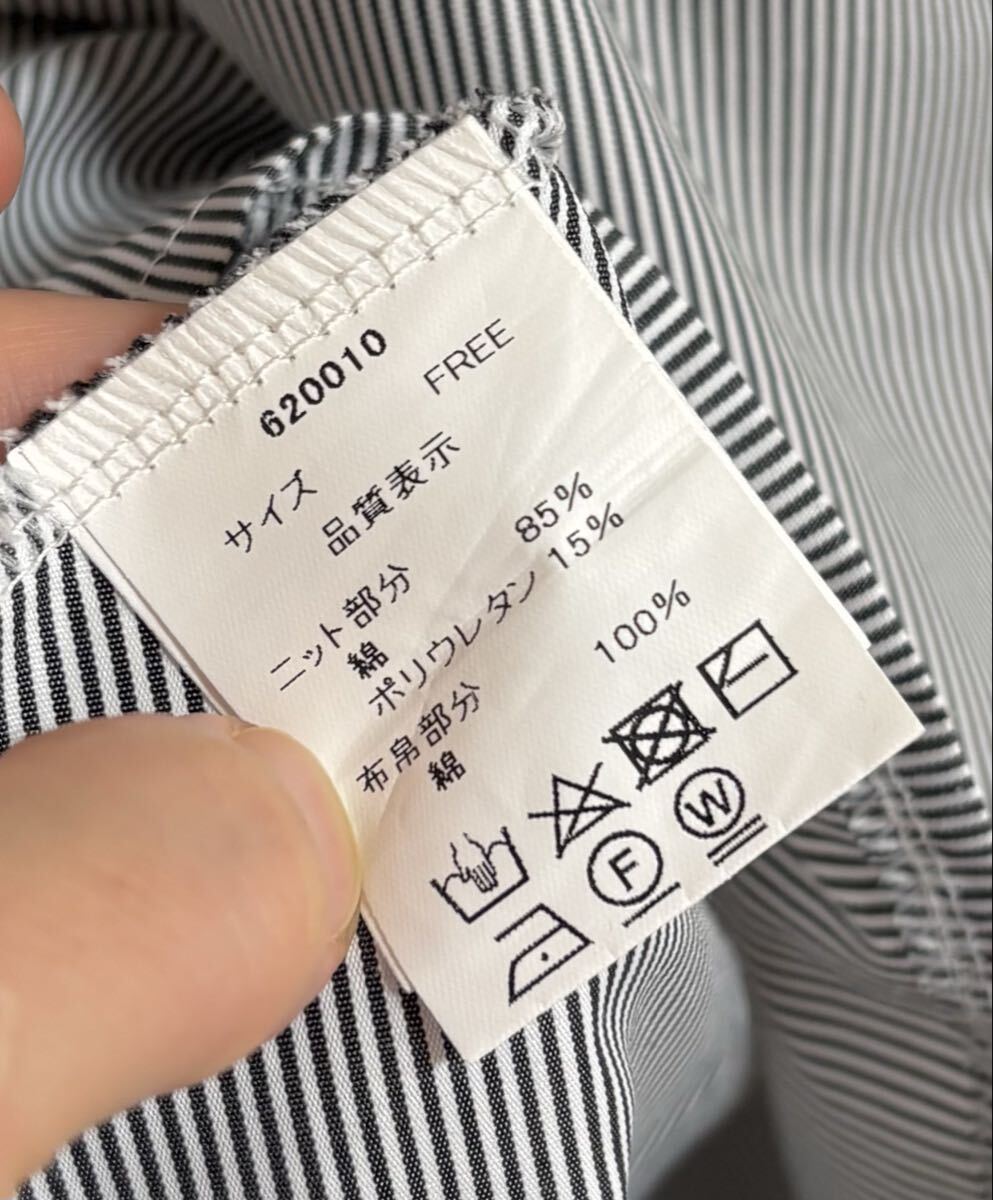 620010
サイズ FREE
品質表示
ニット部分
綿 85%
ポリウレタン 15%
布帛部分
綿 100%
F
W